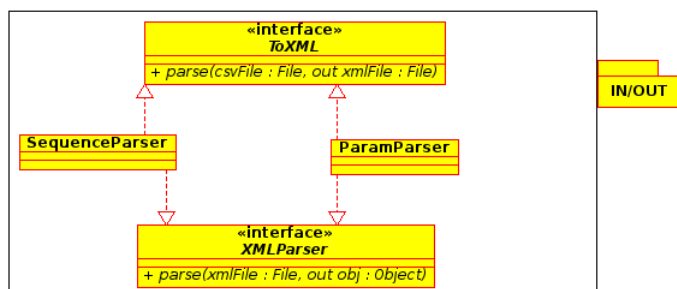 «interface»
ToXML
+ parse(csvFile : File, out xmlFile : File)
IN/OUT
SequenceParser
ParamParser
«interface»
XMLParser
+ parse(xmlFile : File, out obj : Object)